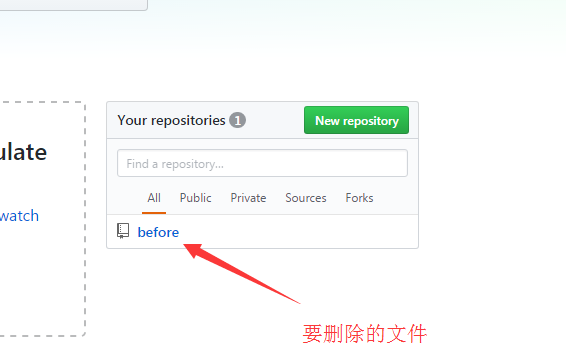 ulate
watch
Your repositories 1
New repository
Find a repository...
All Public Private Sources Forks
before
要删除的文件